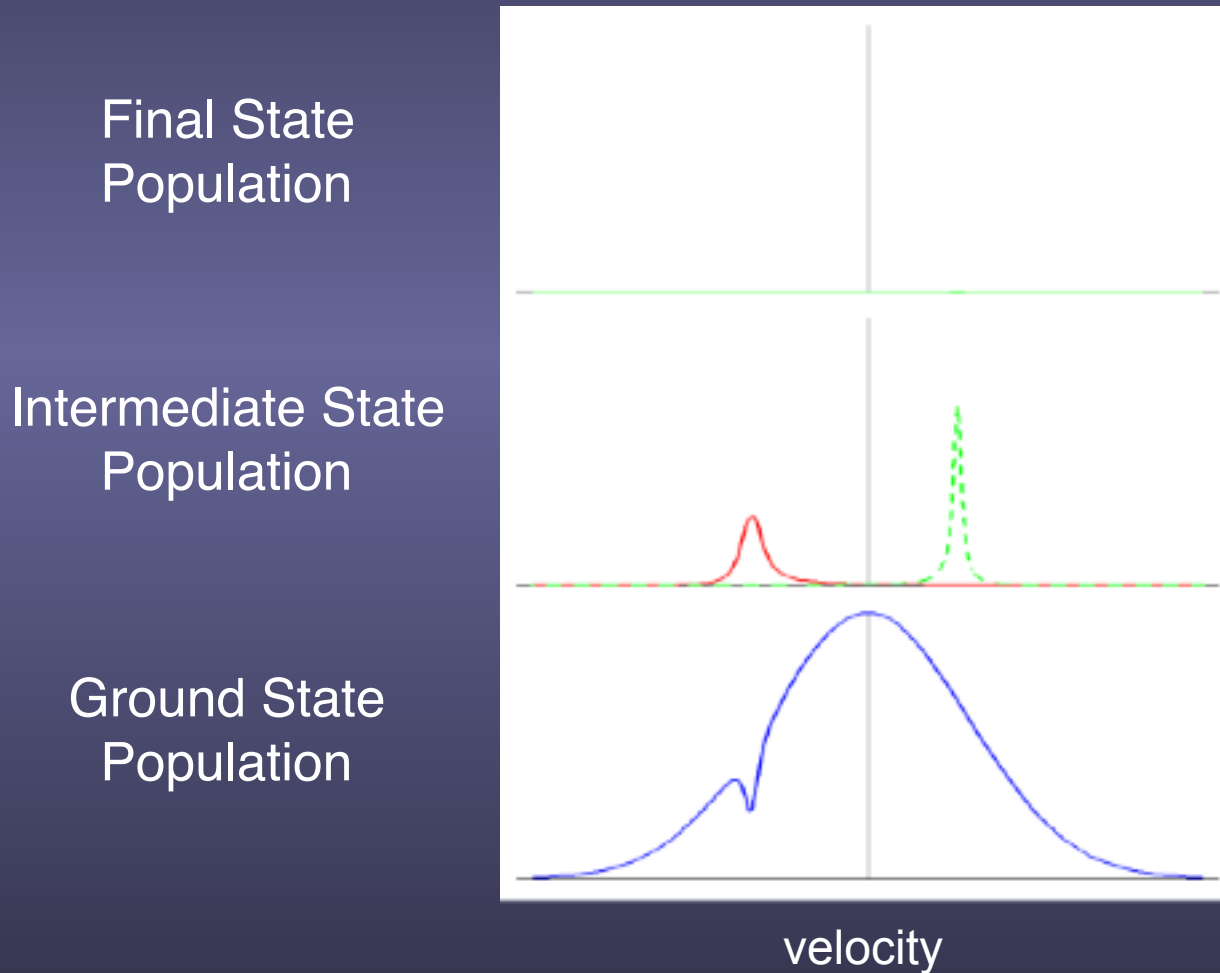 Final State
Population
Intermediate State
Population
Ground State
Population
velocity